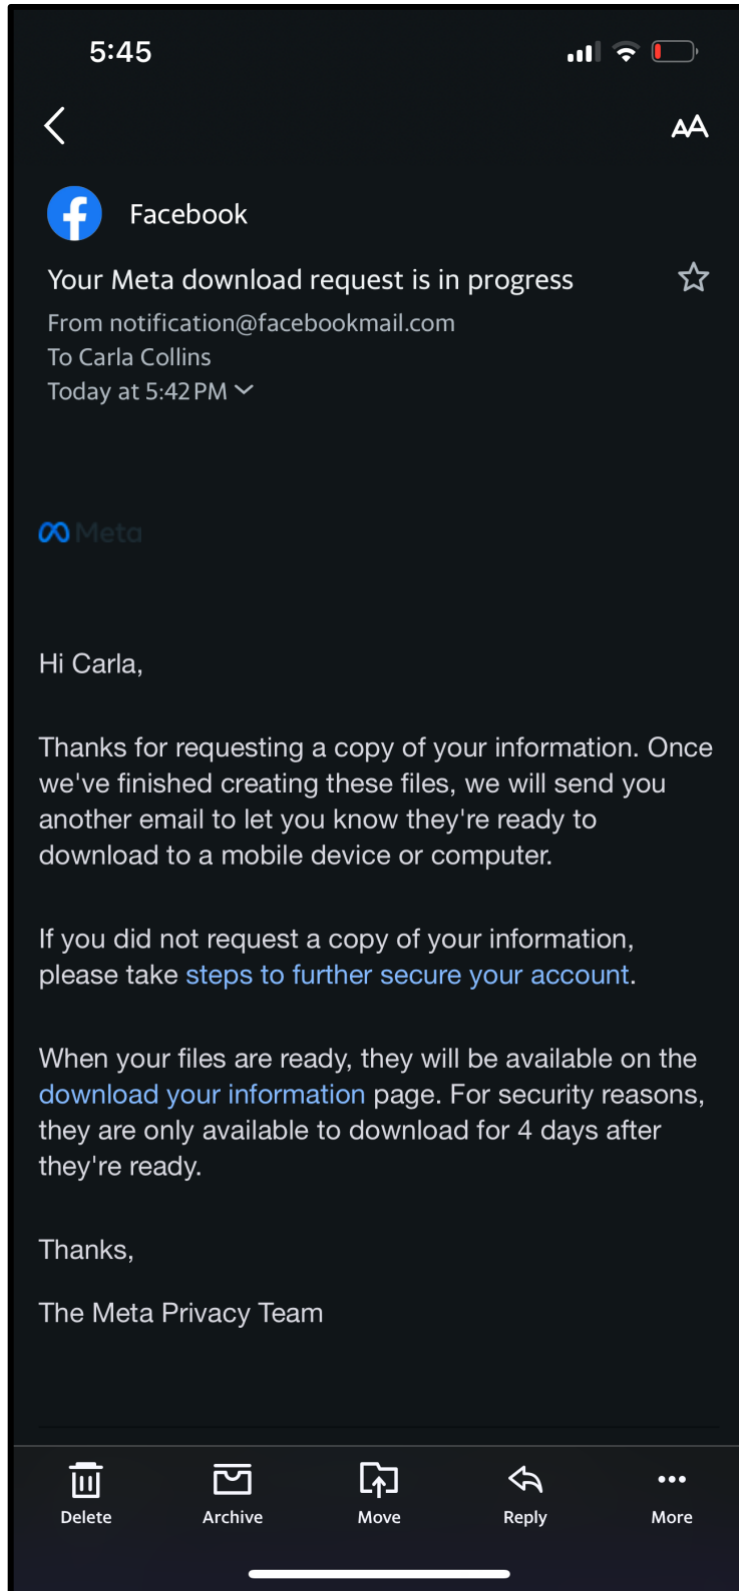 5:45
AA
Facebook
Your Meta download request is in progress
From notification@facebookmail.com
To Carla Collins
Today at 5:42 PM
Meta
Hi Carla,
Thanks for requesting a copy of your information. Once
we've finished creating these files, we will send you
another email to let you know they're ready to
download to a mobile device or computer.
If you did not request a copy of your information,
please take steps to further secure your account.
When your files are ready, they will be available on the
download your information page. For security reasons,
they are only available to download for 4 days after
they're ready.
Thanks,
The Meta Privacy Team
Delete Archive Move Reply More